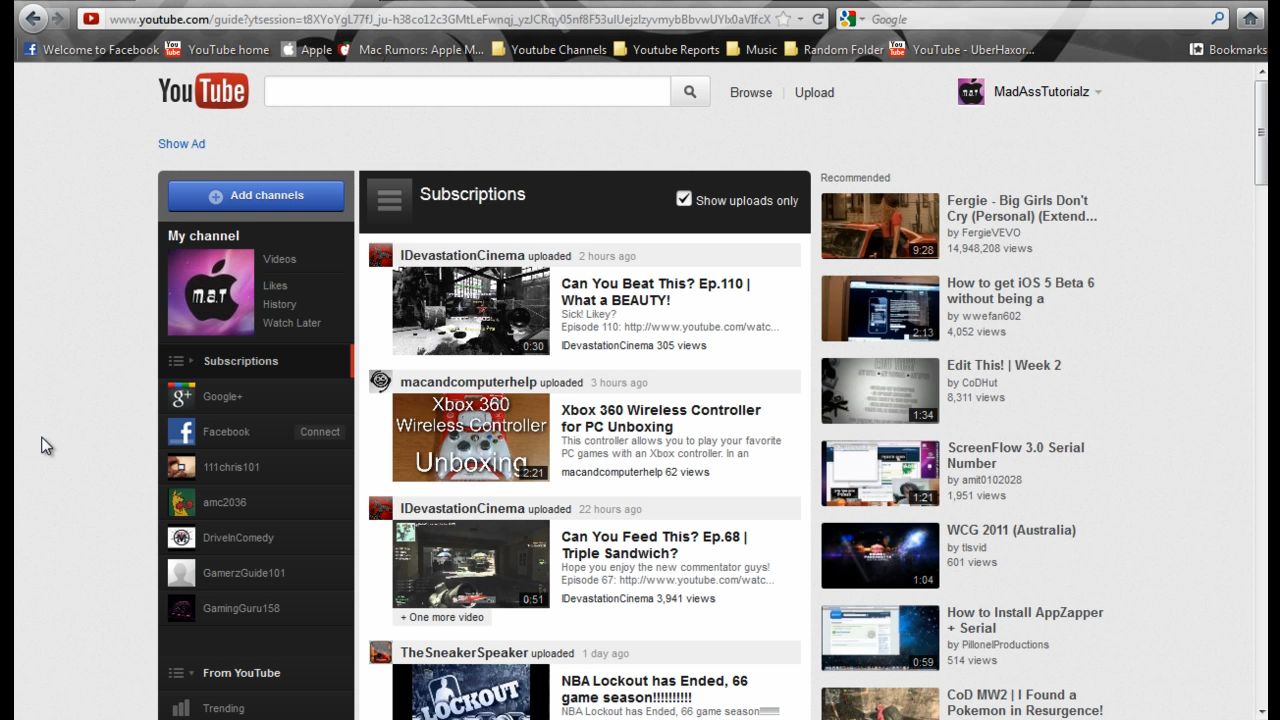 www.youtube.com/guide?ytsession=t8XYoYgL77fJ_ju-h38co12c3GMtLeFwnqj_yzJCRqy05nf8F53ulUejzlzyvmybBbvwUYb0aVIfcX
Google
Welcome to Facebook
YouTube home
Apple
Mac Rumors: Apple M...
Youtube Channels
Youtube Reports
Music
Random Folder
YouTube - UberHaxor...
Bookmarks
YouTube
Browse
Upload
MadAssTutorialz
Show Ad
Add channels
My channel
m.a.t
Videos
Likes
History
Watch Later
Subscriptions
Google+
Facebook
Connect
111chris101
amc2036
DriveInComedy
GamerzGuide101
GamingGuru158
From YouTube
Trending
Subscriptions
Show uploads only
IDevastationCinema uploaded 2 hours ago
Can You Beat This? Ep.110 |
What a BEAUTY!
Sick! Likey?
Episode 110: http://www.youtube.com/watc...
IDevastationCinema 305 views
0:30
macandcomputerhelp uploaded 3 hours ago
Xbox 360
Wireless Controller
Unboxing
2:21
Xbox 360 Wireless Controller
for PC Unboxing
This controller allows you to play your favorite
PC games with an Xbox controller. In an
macandcomputerhelp 62 views
IDevastationCinema uploaded 22 hours ago
Can You Feed This? Ep.68 |
Triple Sandwich?
Hope you enjoy the new commentator guys!
Episode 67: http://www.youtube.com/watc...
IDevastationCinema 3,941 views
0:51
+ One more video
TheSneakerSpeaker uploaded 1 day ago
LOCKOUT
NBA Lockout has Ended, 66
game season!!!!!!!!!!
NBA Lockout has Ended, 66 game season
Recommended
9:28
Fergie - Big Girls Don't
Cry (Personal) (Extend...
by FergieVEVO
14,948,208 views
2:13
How to get iOS 5 Beta 6
without being a
by wwefan602
4,052 views
1:34
Edit This! | Week 2
by CoDHut
8,311 views
1:21
ScreenFlow 3.0 Serial
Number
by amit0102028
1,951 views
1:04
WCG 2011 (Australia)
by tlsvid
601 views
0:59
How to Install AppZapper
+ Serial
by PillonelProductions
514 views
CoD MW2 | I Found a
Pokemon in Resurgence!